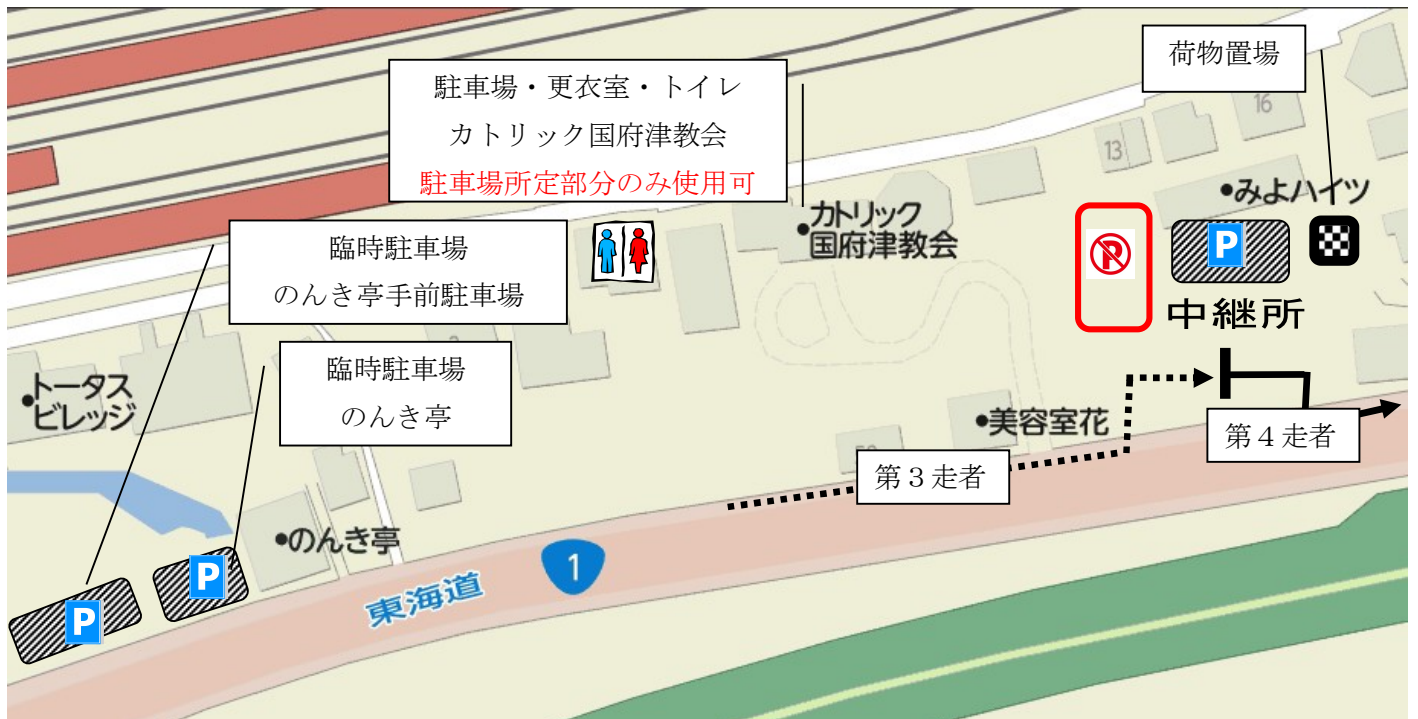 荷物置場
16
13
駐車場・更衣室・トイレ
カトリック国府津教会
駐車場所定部分のみ使用可
みよハイツ
カトリック
国府津教会
P
P
中継所
臨時駐車場
のんき亭手前駐車場
臨時駐車場
のんき亭
トータス
ビレッジ
美容室花
第4走者
第3走者
のんき亭
P
P
東海道
1